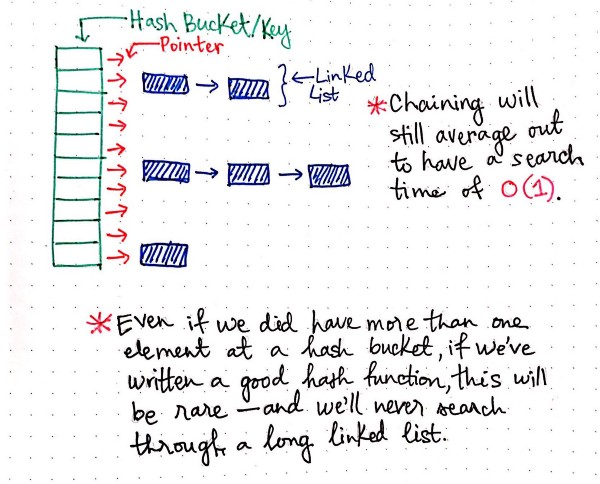 Hash Bucket/Key
Pointer
Linked
List
*Chaining will
still average out
to have a search
time of O(1).
*Even if we did have more than one
element at a hash bucket, if we've
written a good hash function, this will
be rare — and we'll never search
through a long linked list.